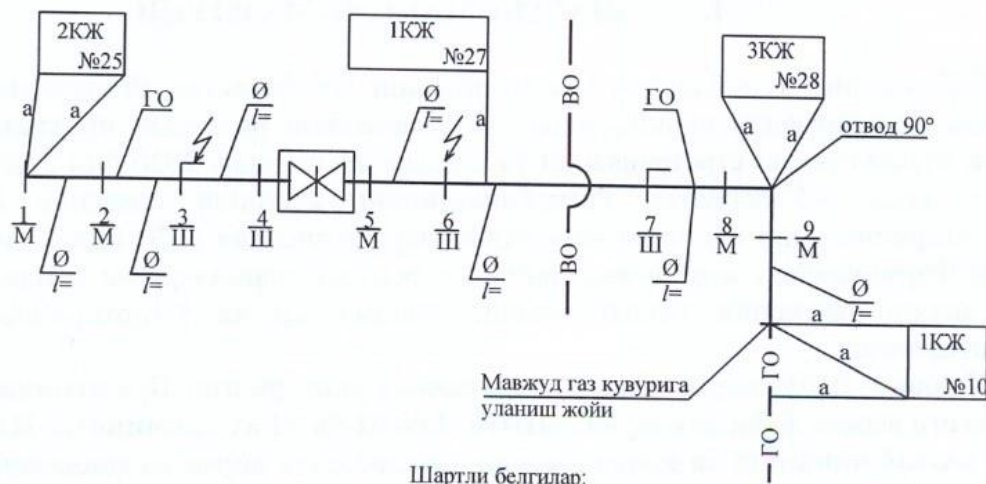 2КЖ
№25
1КЖ
№27
3КЖ
№28
ВО
ВО
а
а
а
а
а
ГО
Ø
l=
Ø
l=
ГО
отвод 90°
1
М
2
М
3
Ш
4
Ш
5
М
6
Ш
7
Ш
8
М
9
М
Ø
l=
Ø
l=
Ø
l=
Ø
l=
Ø
l=
а
а
а
1КЖ
№10
Мавжуд газ кувурига
уланиш жойи
ГО
ГО
Шартли белгилар: